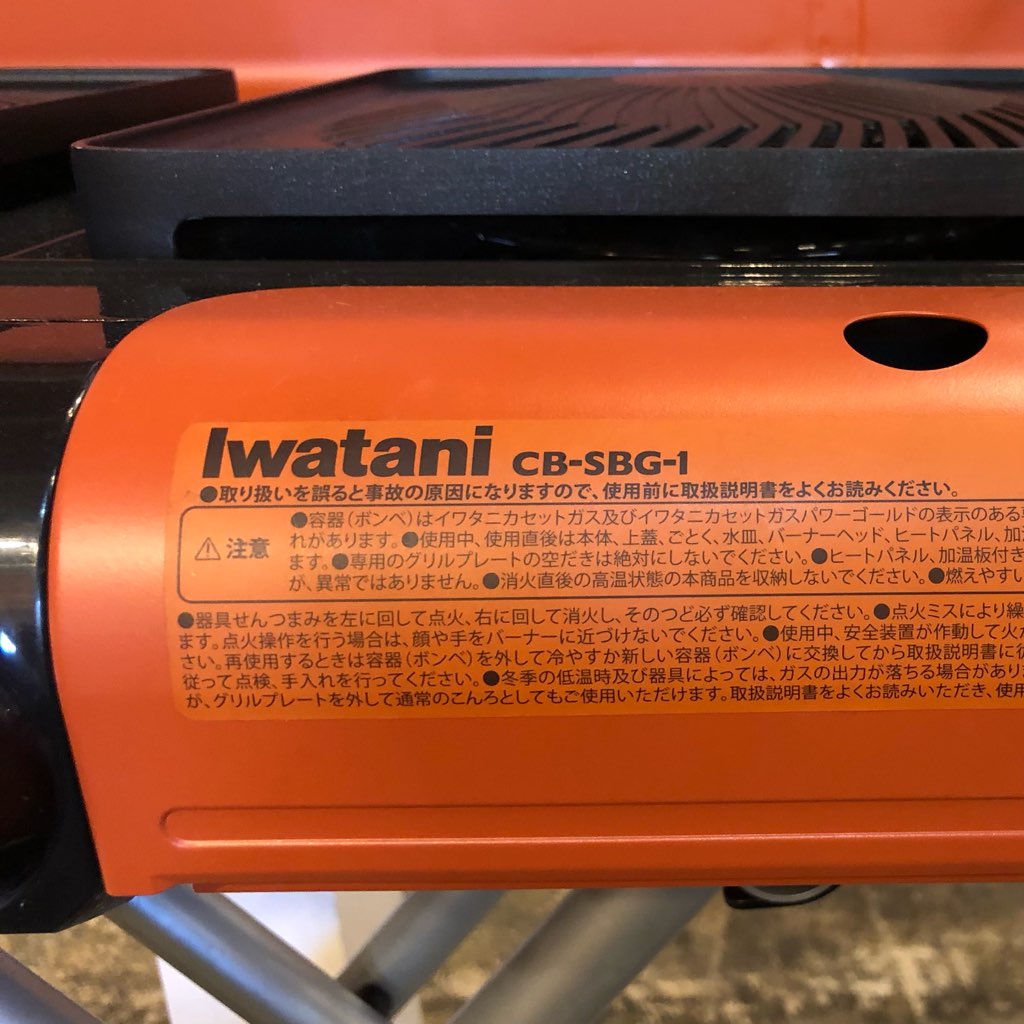 Iwatani CB-SBG-1
●取り扱いを誤ると事故の原因になりますので、使用前に取扱説明書をよくお読みください。
⚠注意
●容器(ボンベ)はイワタニカセットガス及びイワタニカセットガスパワーゴールドの表示のある
れがあります。●使用中、使用直後は本体、上蓋、ごとく、水皿、バーナーヘッド、ヒートパネル、加
ます。●専用のグリルプレートの空だきは絶対にしないでください。●ヒートパネル、加温板付き
が、異常ではありません。●消火直後の高温状態の本商品を収納しないでください。●燃えやすい
●器具せんつまみを左に回して点火、右に回して消火し、そのつど必ず確認してください。●点火ミスにより繰
ます。点火操作を行う場合は、顔や手をバーナーに近づけないでください。●使用中、安全装置が作動して火が
さい。再使用するときは容器(ボンベ)を外して冷やすか新しい容器(ボンベ)に交換してから取扱説明書に従
従って点検、手入れを行ってください。●冬季の低温時及び器具によっては、ガスの出力が落ちる場合があり
が、グリルプレートを外して通常のこんろとしてもご使用いただけます。取扱説明書をよくお読みいただき、使用